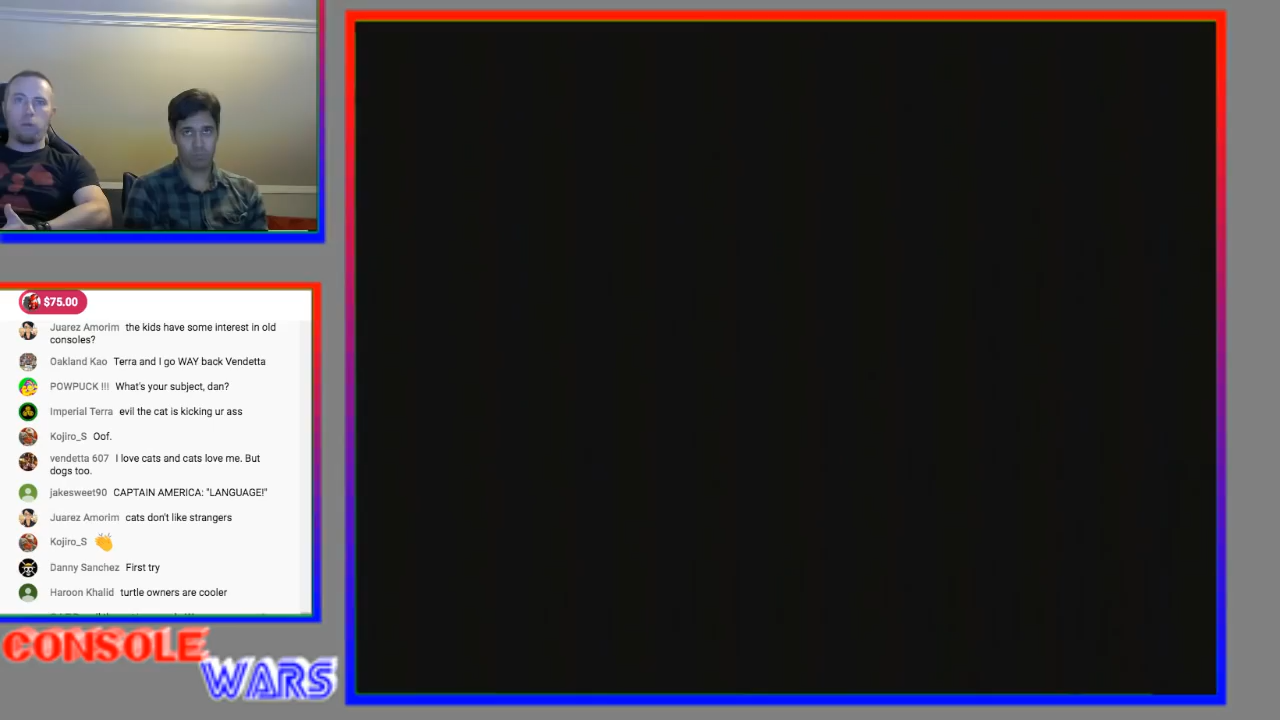 $75.00
Juarez Amorim the kids have some interest in old
consoles?
Oakland Kao Terra and I go WAY back Vendetta
POWPUCK !!! What's your subject, dan?
Imperial Terra evil the cat is kicking ur ass
Kojiro_S Oof.
vendetta 607 I love cats and cats love me. But
dogs too.
jakesweet90 CAPTAIN AMERICA: "LANGUAGE!"
Juarez Amorim cats don't like strangers
Kojiro_S
Danny Sanchez First try
Haroon Khalid turtle owners are cooler
CONSOLE
WARS